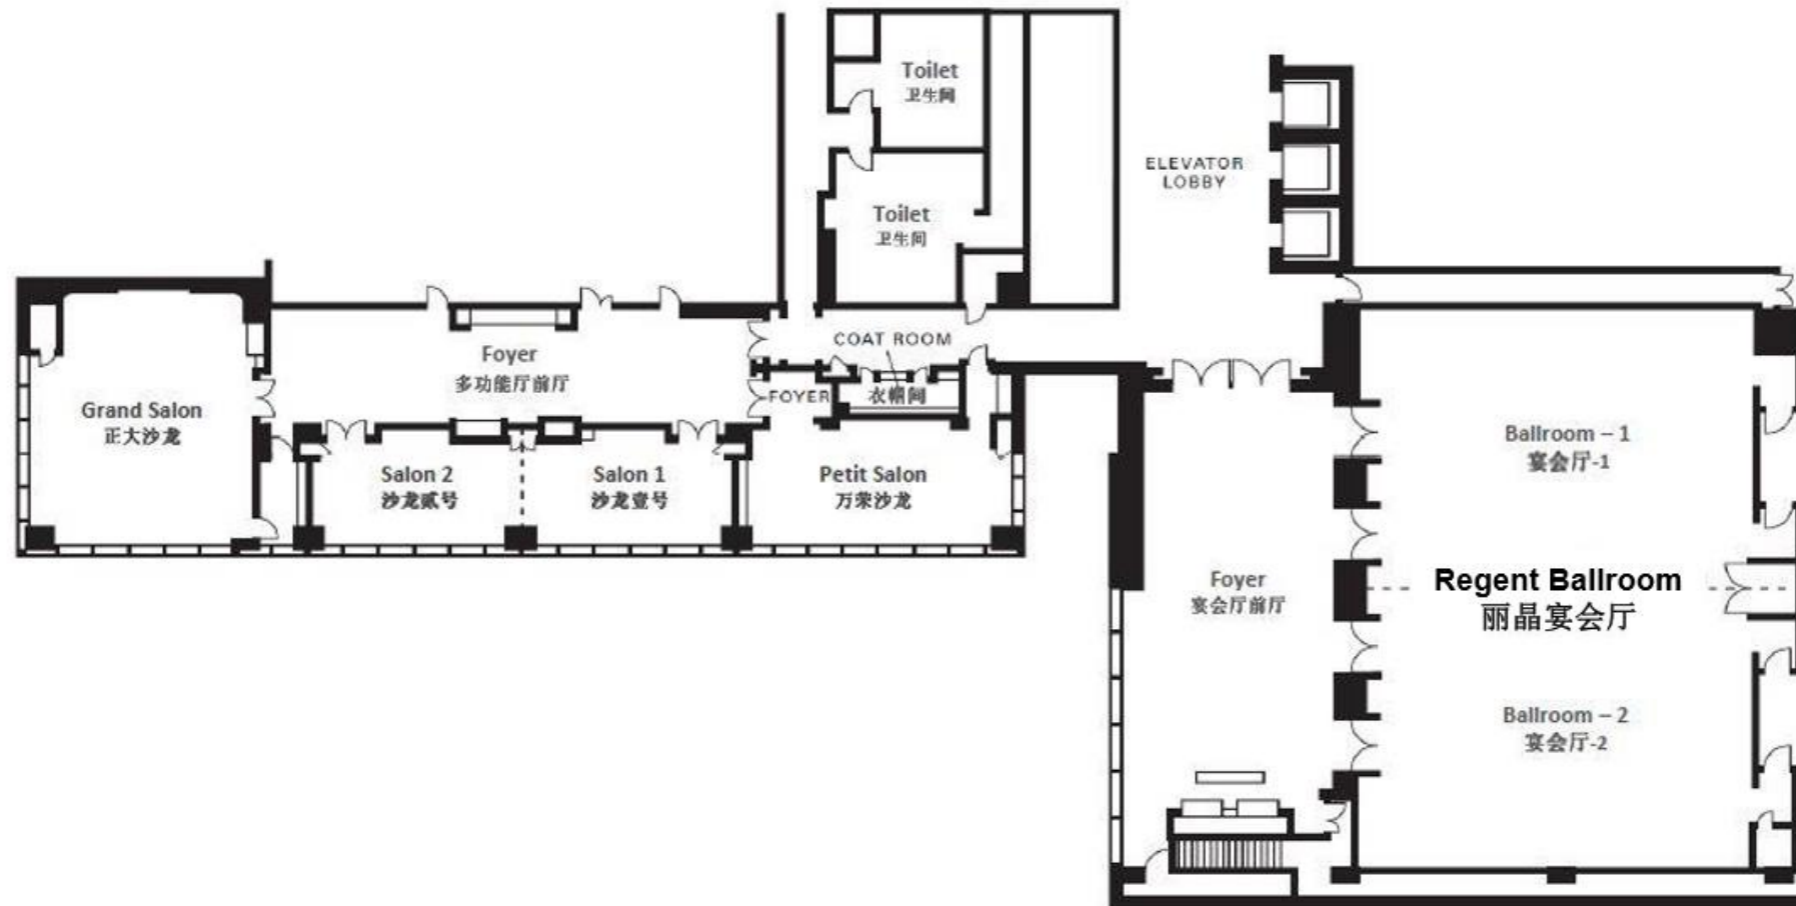 Toilet
卫生间
ELEVATOR
LOBBY
Toilet
卫生间
COAT ROOM
衣帽间
Foyer
多功能厅前厅
FOYER
Grand Salon
正大沙龙
Salon 2
沙龙贰号
Salon 1
沙龙壹号
Petit Salon
万荣沙龙
Ballroom – 1
宴会厅-1
Foyer
宴会厅前厅
Regent Ballroom
丽晶宴会厅
Ballroom – 2
宴会厅-2